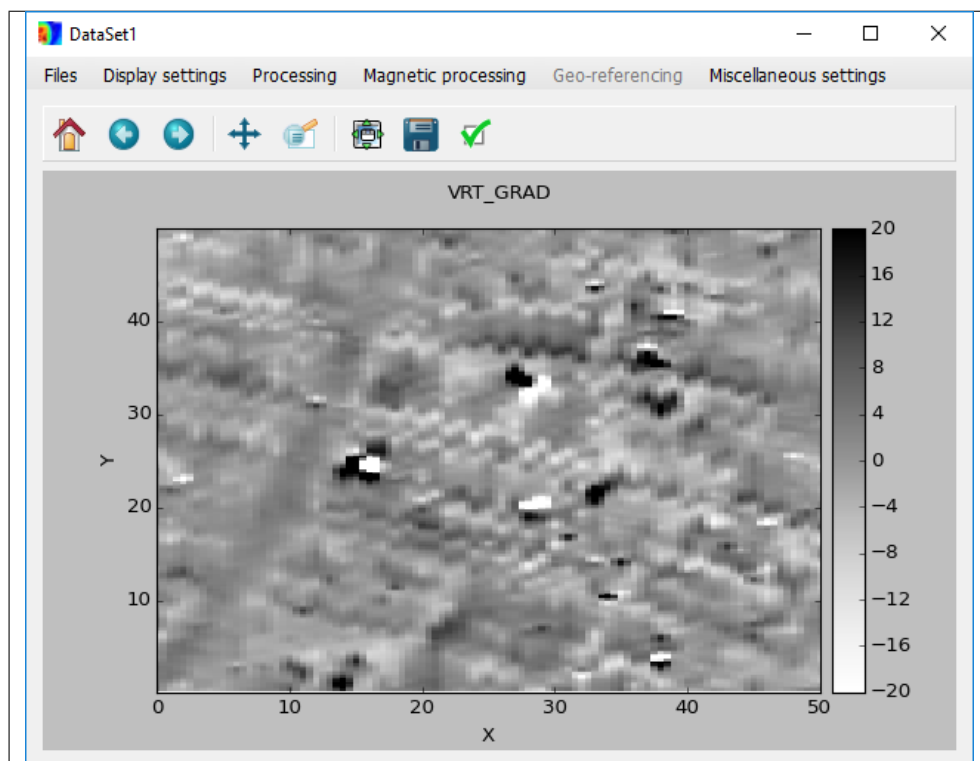 DataSet1
Files Display settings Processing Magnetic processing Geo-referencing Miscellaneous settings
VRT_GRAD
20
16
12
8
4
0
−4
−8
−12
−16
−20
40
30
20
10
Y
0 10 20 30 40 50
X